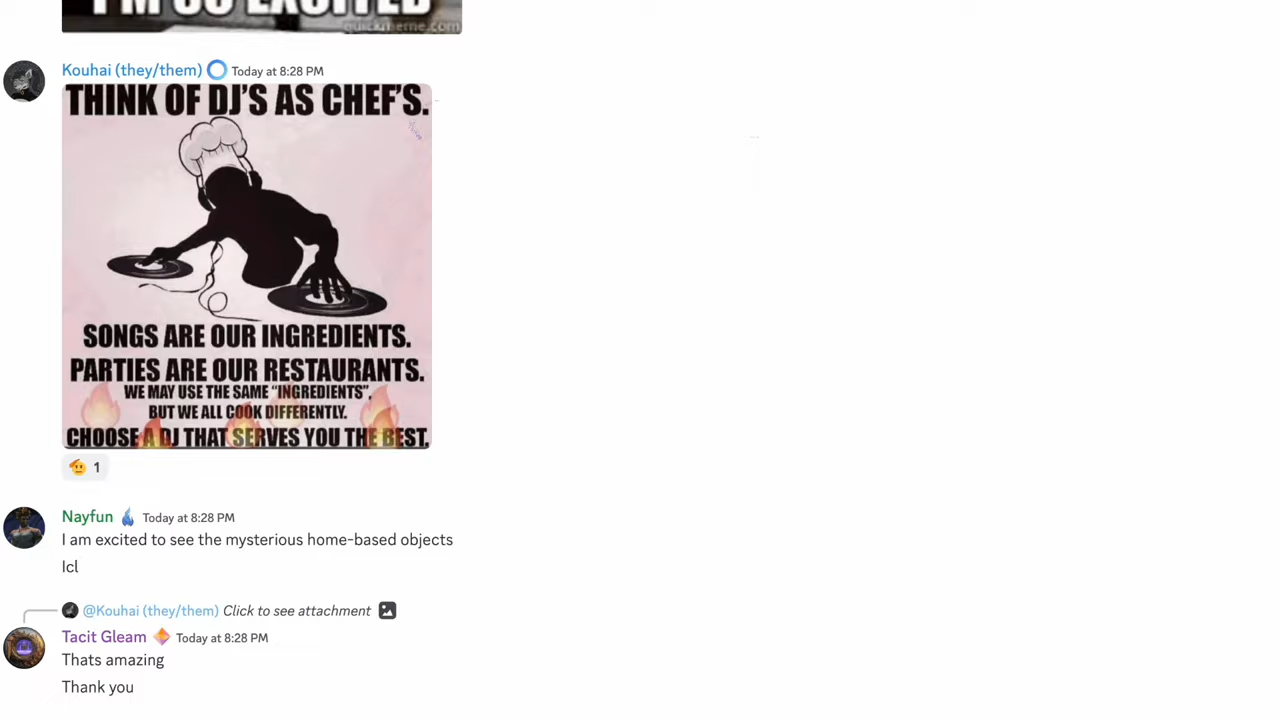 I'M SO EXCITED
quickmeme.com
Kouhai (they/them) Today at 8:28 PM
THINK OF DJ'S AS CHEF'S.
SONGS ARE OUR INGREDIENTS.
PARTIES ARE OUR RESTAURANTS.
WE MAY USE THE SAME "INGREDIENTS",
BUT WE ALL COOK DIFFERENTLY.
CHOOSE A DJ THAT SERVES YOU THE BEST.
1
Nayfun Today at 8:28 PM
I am excited to see the mysterious home-based objects
Icl
@Kouhai (they/them) Click to see attachment
Tacit Gleam Today at 8:28 PM
Thats amazing
Thank you